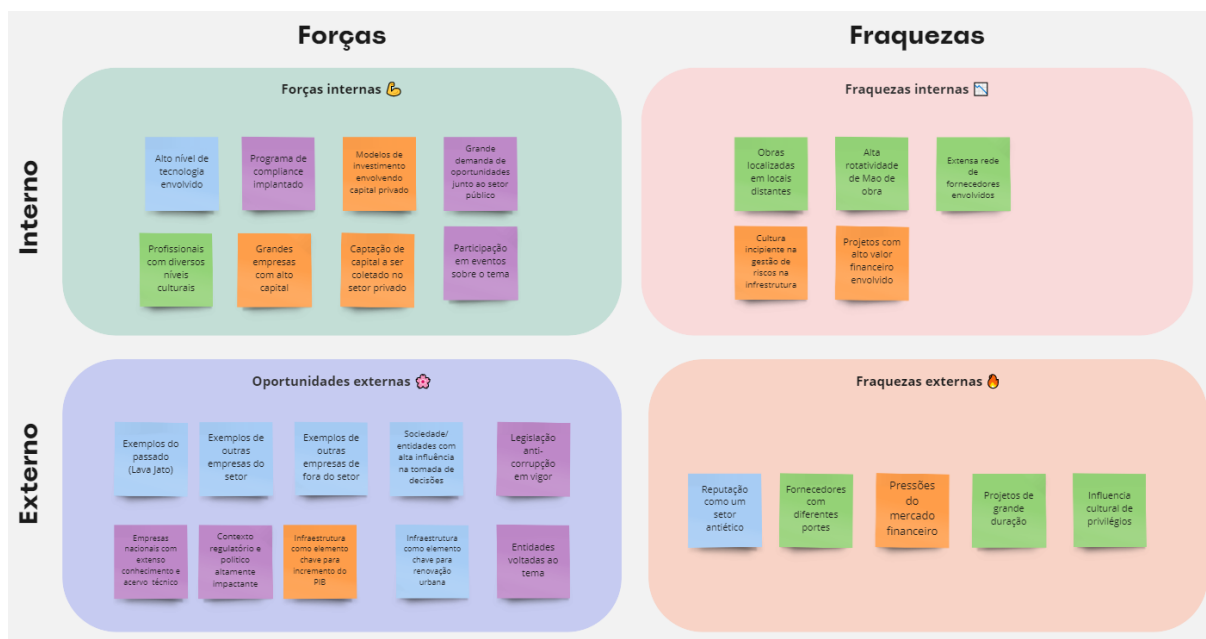 Forças
Fraquezas
Interno
Forças internas
Alto nível de
tecnologia
envolvido
Programa de
compliance
implantado
Modelos de
investimento
envolvendo
capital privado
Grande
demanda de
oportunidades
junto ao setor
público
Profissionais
com diversos
níveis
culturais
Grandes
empresas
com alto
capital
Captação de
capital a ser
coletado no
setor privado
Participação
em eventos
sobre o tema
Fraquezas internas
Obras
localizadas
em locais
distantes
Alta
rotatividade
de Mao de
obra
Extensa rede
de
fornecedores
envolvidos
Cultura
incipiente na
gestão de
riscos na
infrestrutura
Projetos com
alto valor
financeiro
envolvido
Externo
Oportunidades externas
Exemplos do
passado
(Lava Jato)
Exemplos de
outras
empresas do
setor
Exemplos de
outras
empresas de
fora do setor
Sociedade/
entidades com
alta influência
na tomada de
decisões
Legislação
anti-
corrupção
em vigor
Empresas
nacionais com
extenso
conhecimento e
acervo técnico
Contexto
regulatório e
político
altamente
impactante
Infraestrutura
como elemento
chave para
incremento do
PIB
Infraestrutura
como elemento
chave para
renovação
urbana
Entidades
voltadas ao
tema
Fraquezas externas
Reputação
como um
setor
antiético
Fornecedores
com
diferentes
portes
Pressões
do
mercado
financeiro
Projetos de
grande
duração
Influencia
cultural de
privilégios